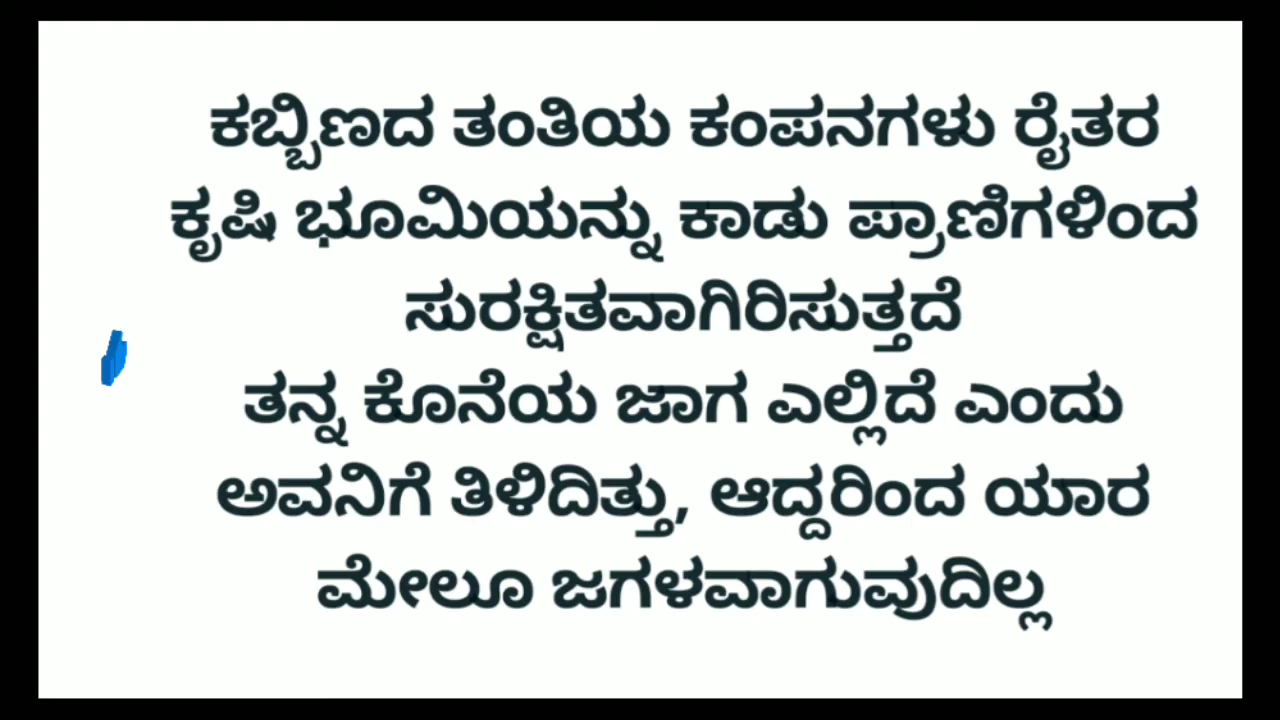 ಕಬ್ಬಿಣದ ತಂತಿಯ ಕಂಪನಗಳು ರೈತರ
ಕೃಷಿ ಭೂಮಿಯನ್ನು ಕಾಡು ಪ್ರಾಣಿಗಳಿಂದ
ಸುರಕ್ಷಿತವಾಗಿರಿಸುತ್ತದೆ
ತನ್ನ ಕೊನೆಯ ಜಾಗ ಎಲ್ಲಿದೆ ಎಂದು
ಅವನಿಗೆ ತಿಳಿದಿತ್ತು, ಆದ್ದರಿಂದ ಯಾರ
ಮೇಲೂ ಜಗಳವಾಗುವುದಿಲ್ಲ